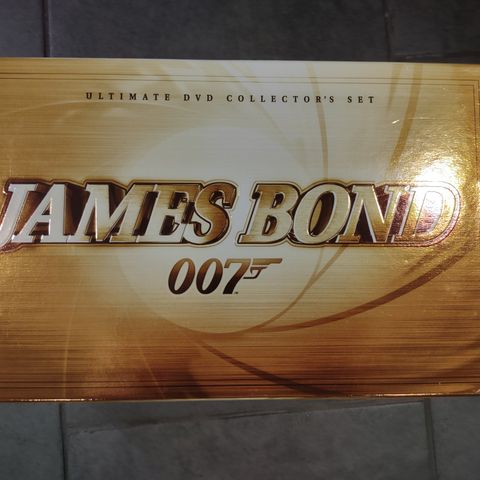 ULTIMATE DVD COLLECTOR'S SET
JAMES BOND
007